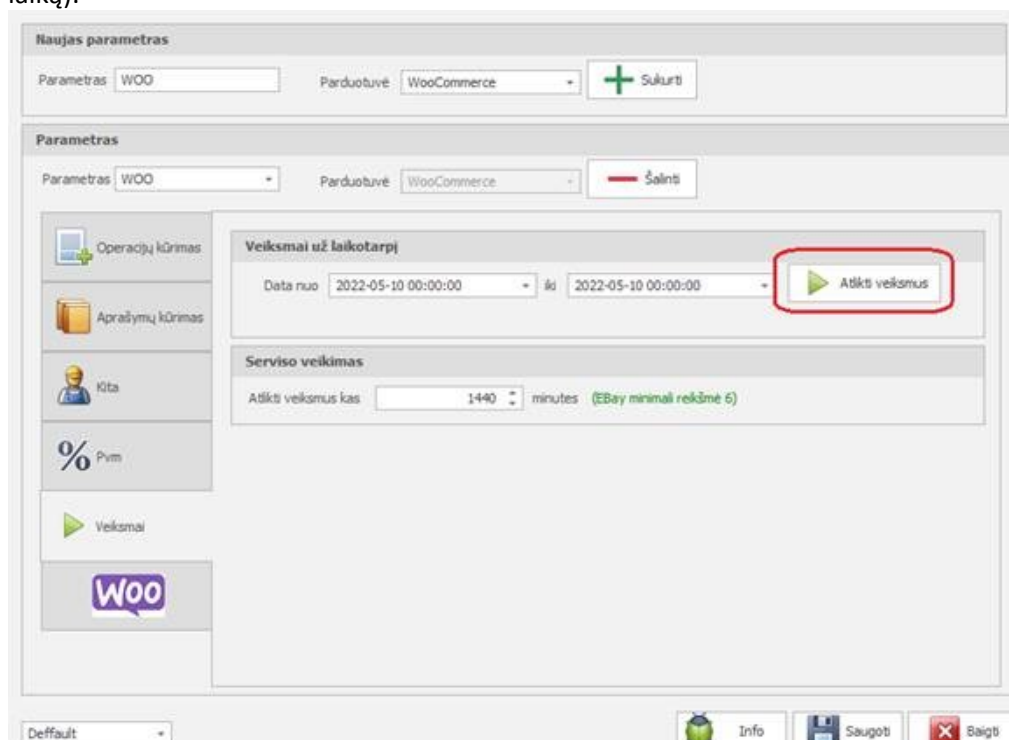 laiką).
Naujas parametras
Parametras WOO Parduotuvė WooCommerce Sukurti
Parametras
Parametras WOO Parduotuvė WooCommerce Šalinti
Operacijų kūrimas
Aprašymų kūrimas
Kita
% Pvm
Veiksmai
Woo
Veiksmai už laikotarpį
Data nuo 2022-05-10 00:00:00 iki 2022-05-10 00:00:00 Atlikti veiksmus
Serviso veikimas
Atlikti veiksmus kas 1440 minutes (EBay minimali reikšmė 6)
Deffault Info Saugoti Baigti